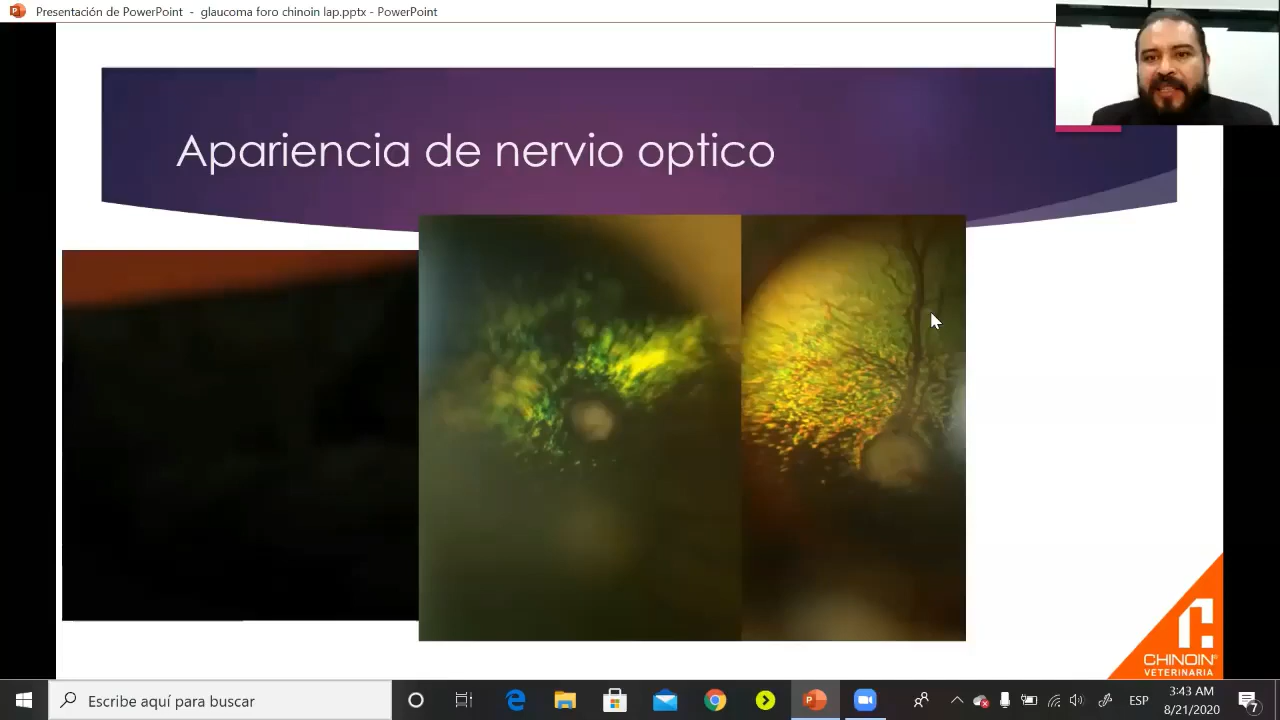 Presentación de PowerPoint - glaucoma foro chinoin lap.pptx - PowerPoint
Apariencia de nervio optico
CHINOIN®
VETERINARIA
Escribe aquí para buscar
ESP
3:43 AM
8/21/2020
7